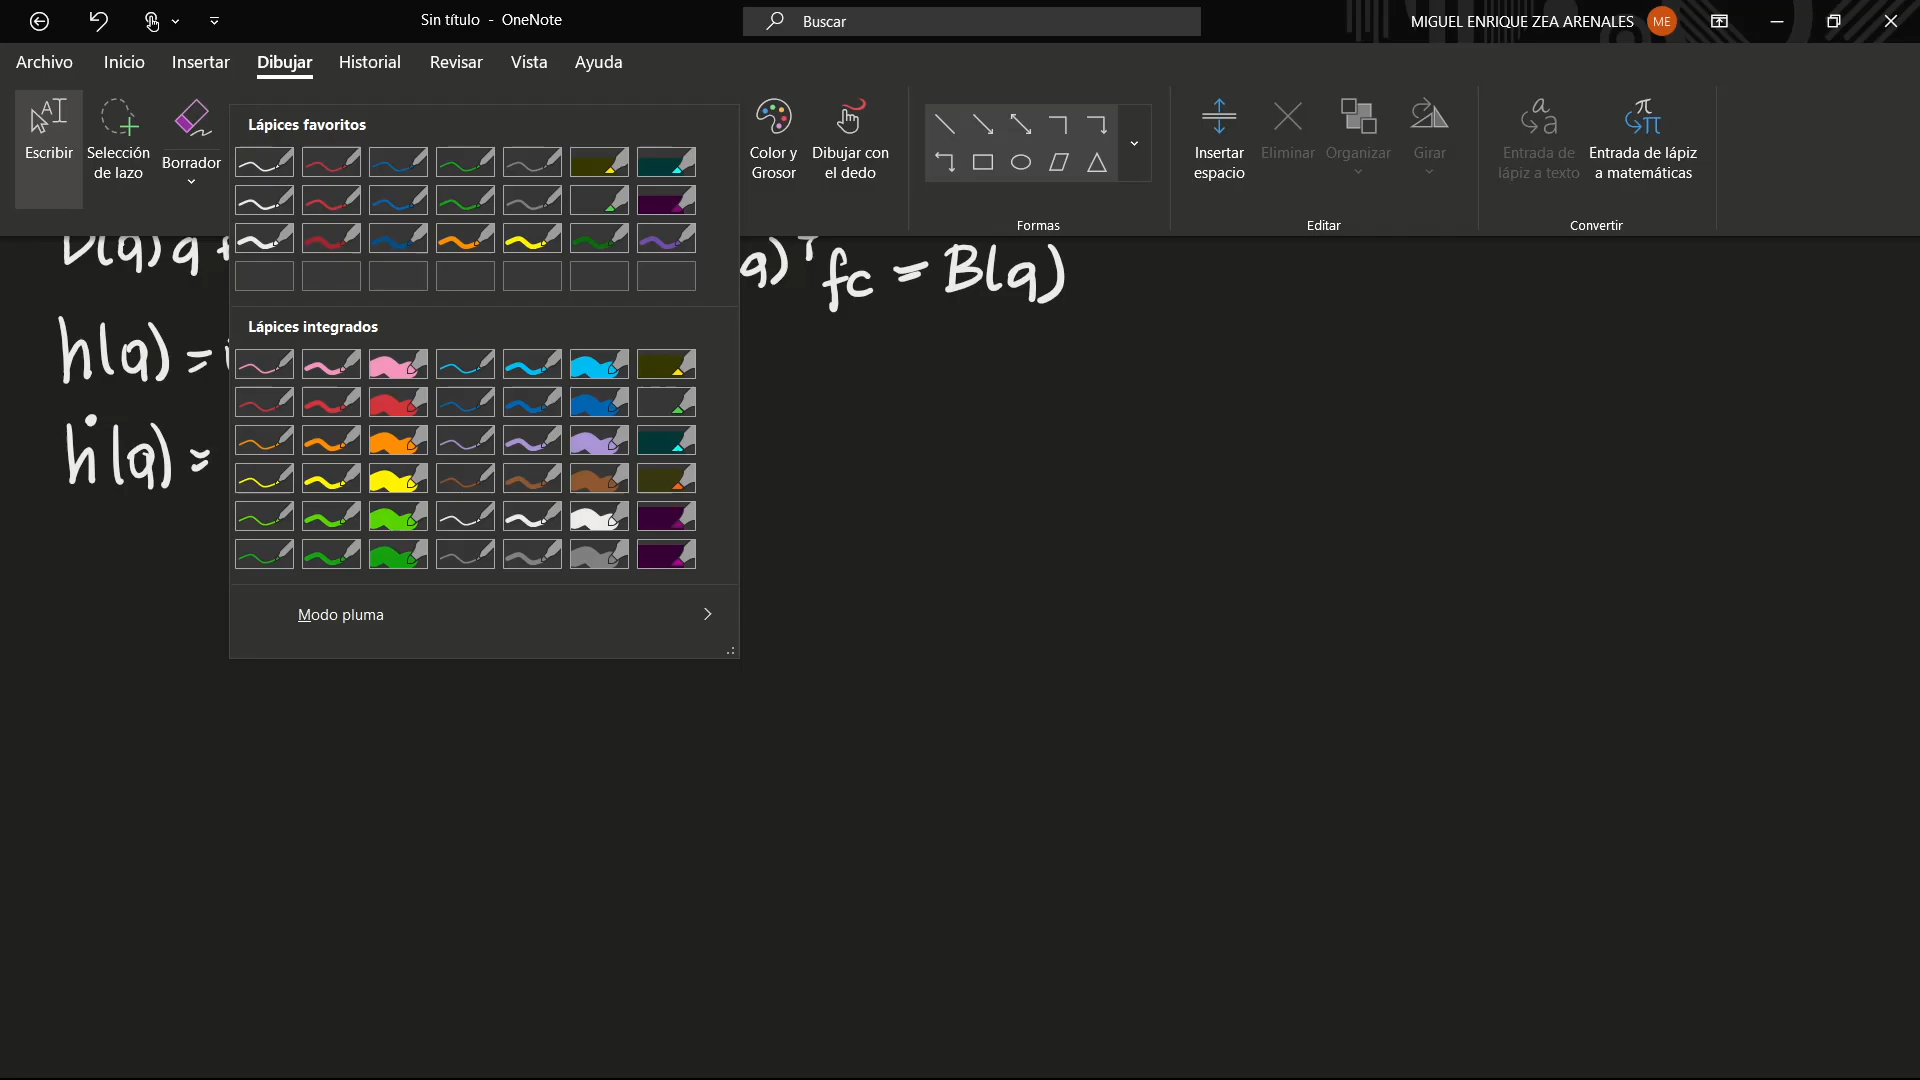 Sin título - OneNote
Buscar
MIGUEL ENRIQUE ZEA ARENALES
ME
Archivo Inicio Insertar Dibujar Historial Revisar Vista Ayuda
Escribir
Selección
de lazo
Borrador
Lápices favoritos
Lápices integrados
Modo pluma
Color y
Grosor
Dibujar con
el dedo
Formas
Insertar
espacio
Eliminar
Organizar
Girar
Editar
Entrada de
lápiz a texto
Entrada de lápiz
a matemáticas
Convertir
q) fc = B(q)
h(q) =
ḣ(q) =